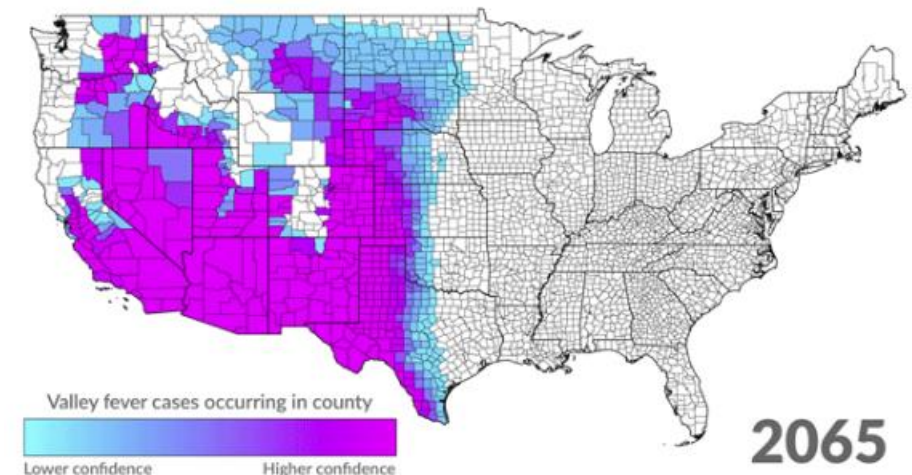 Valley fever cases occurring in county
Lower confidence Higher confidence
2065